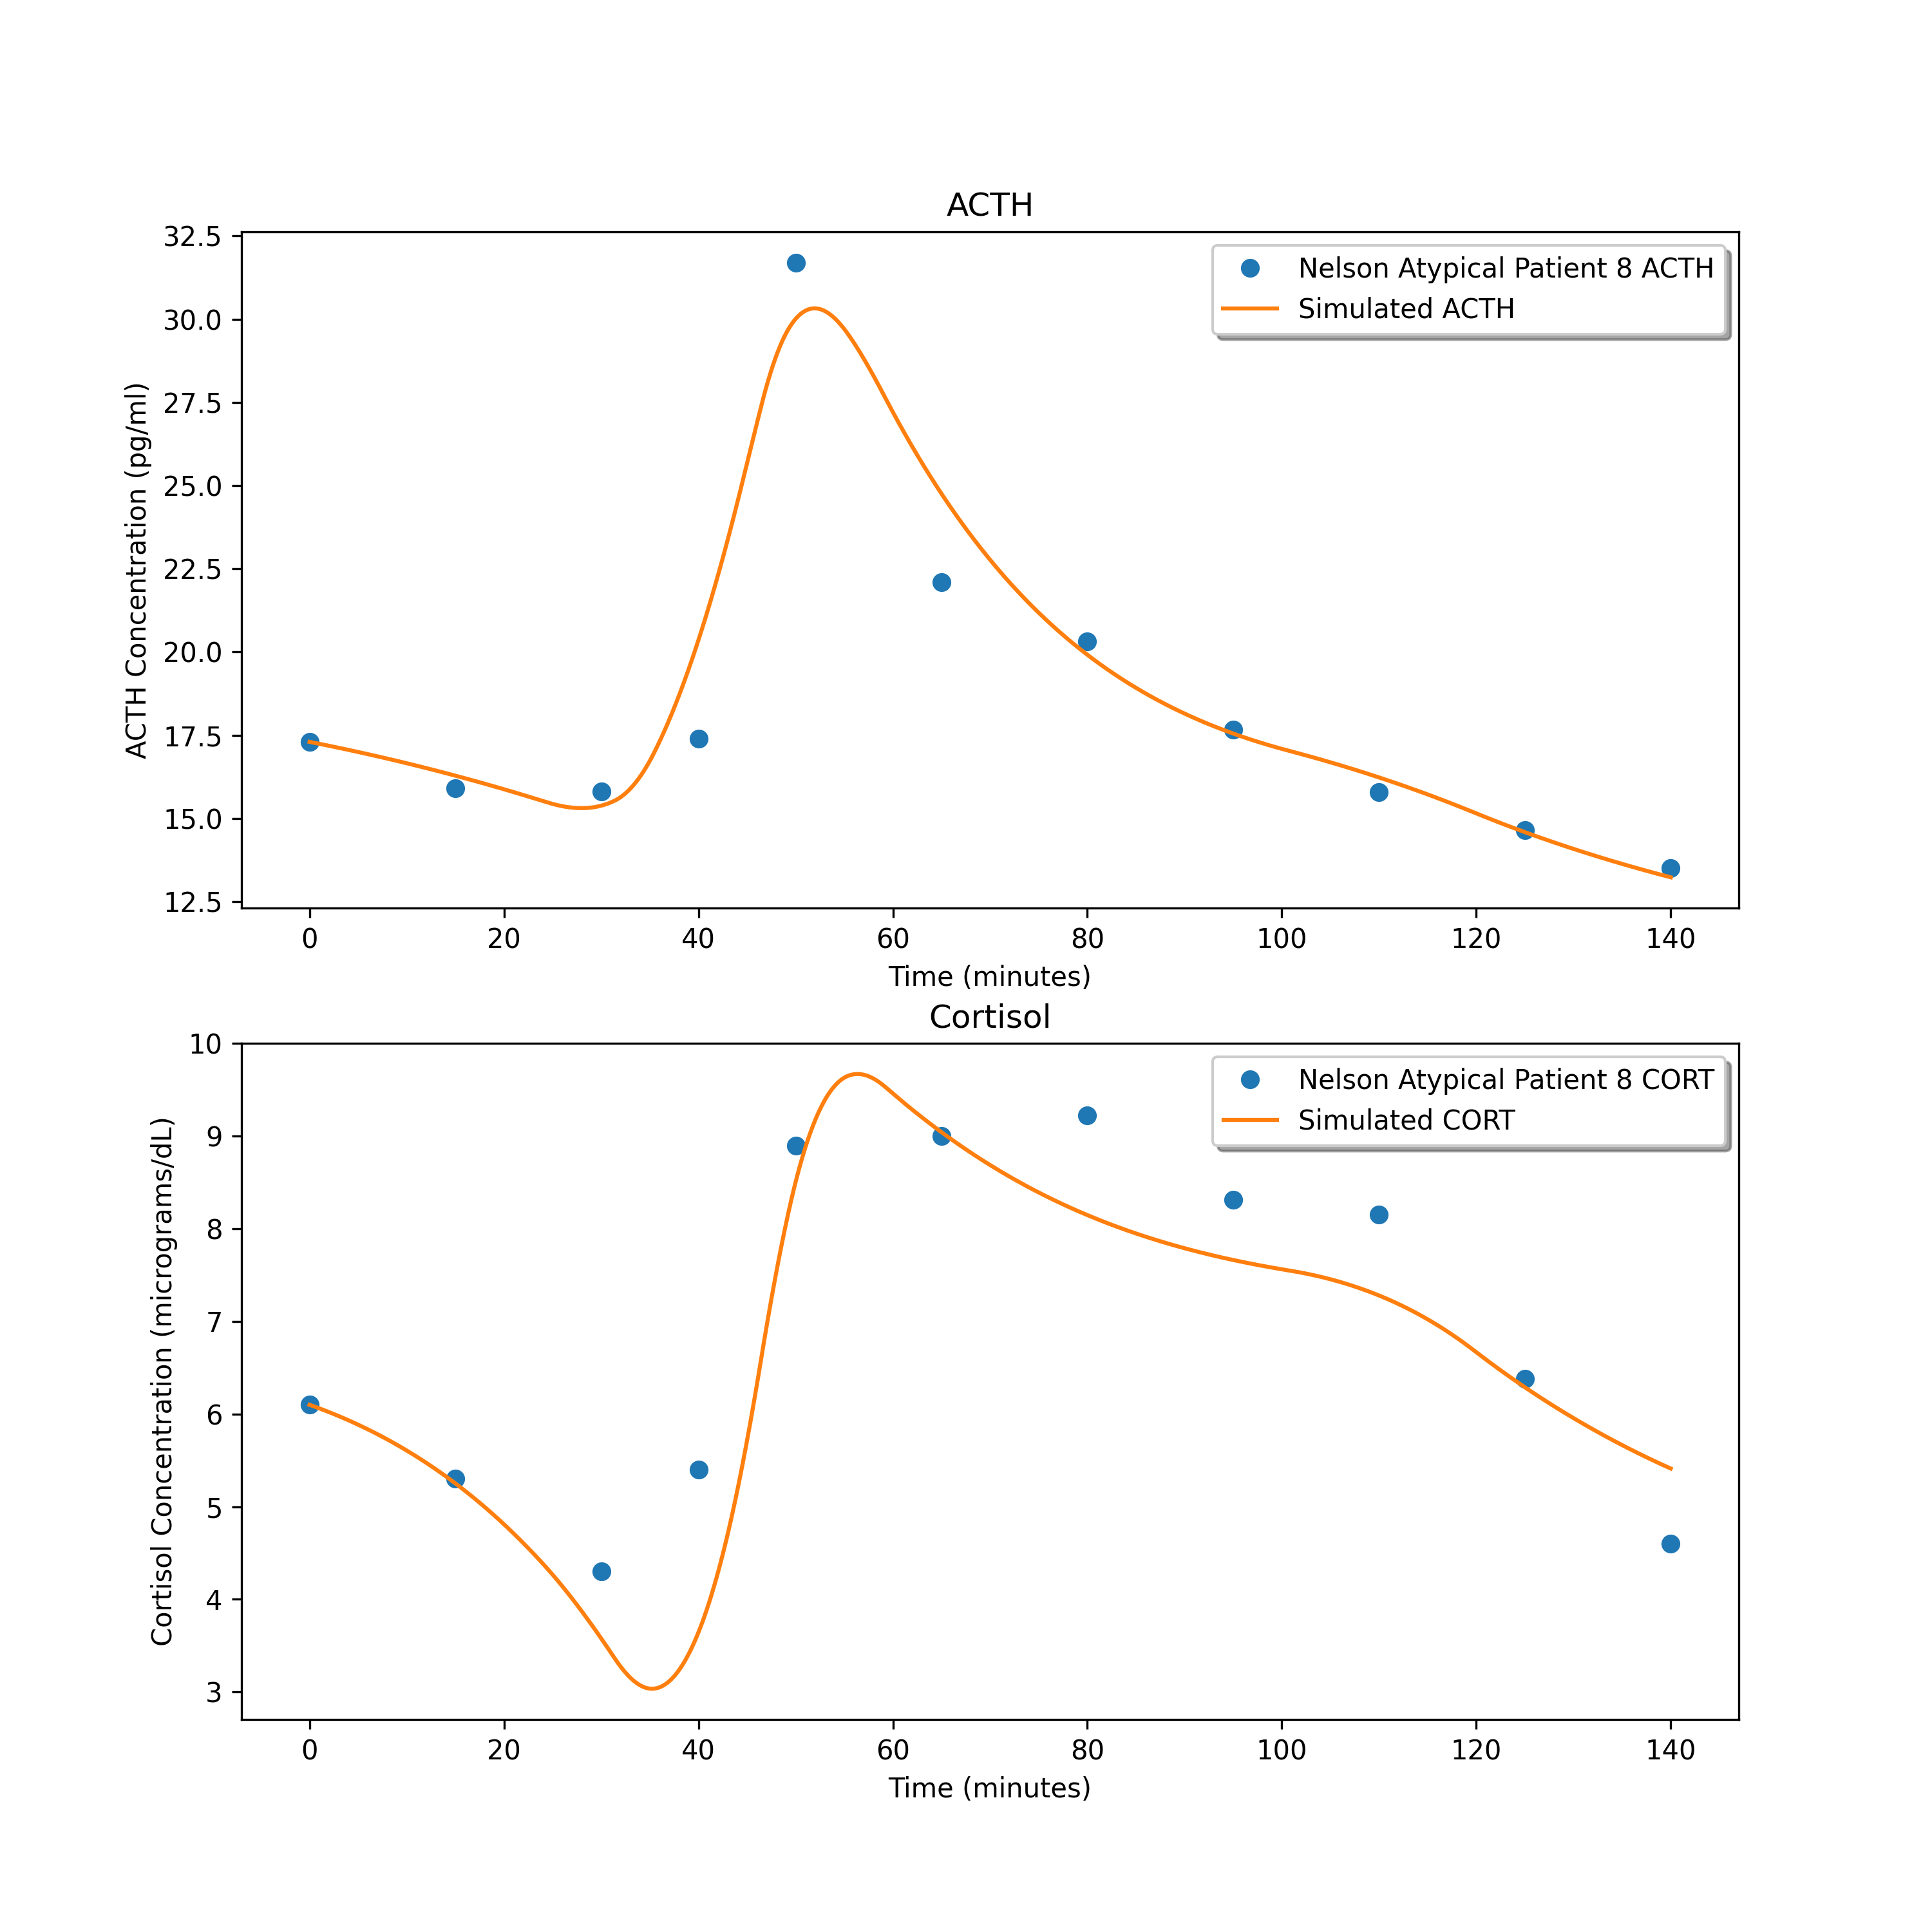 ACTH
32.5
30.0
27.5
25.0
22.5
20.0
17.5
15.0
12.5
ACTH Concentration (pg/ml)
Nelson Atypical Patient 8 ACTH
Simulated ACTH
0 20 40 60 80 100 120 140
Time (minutes)
Cortisol
10
9
8
7
6
5
4
3
Cortisol Concentration (micrograms/dL)
Nelson Atypical Patient 8 CORT
Simulated CORT
0 20 40 60 80 100 120 140
Time (minutes)